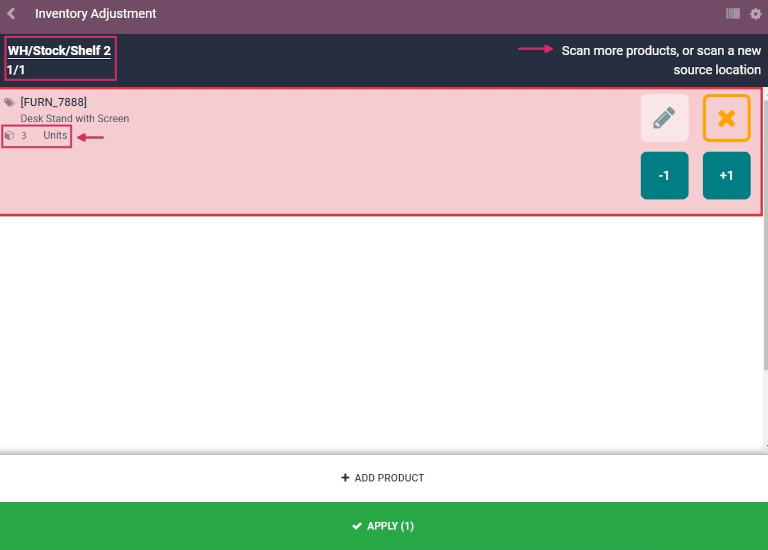 Inventory Adjustment
WH/Stock/Shelf 2
1/1
Scan more products, or scan a new
source location
[FURN_7888]
Desk Stand with Screen
3 Units
-1
+1
ADD PRODUCT
APPLY (1)